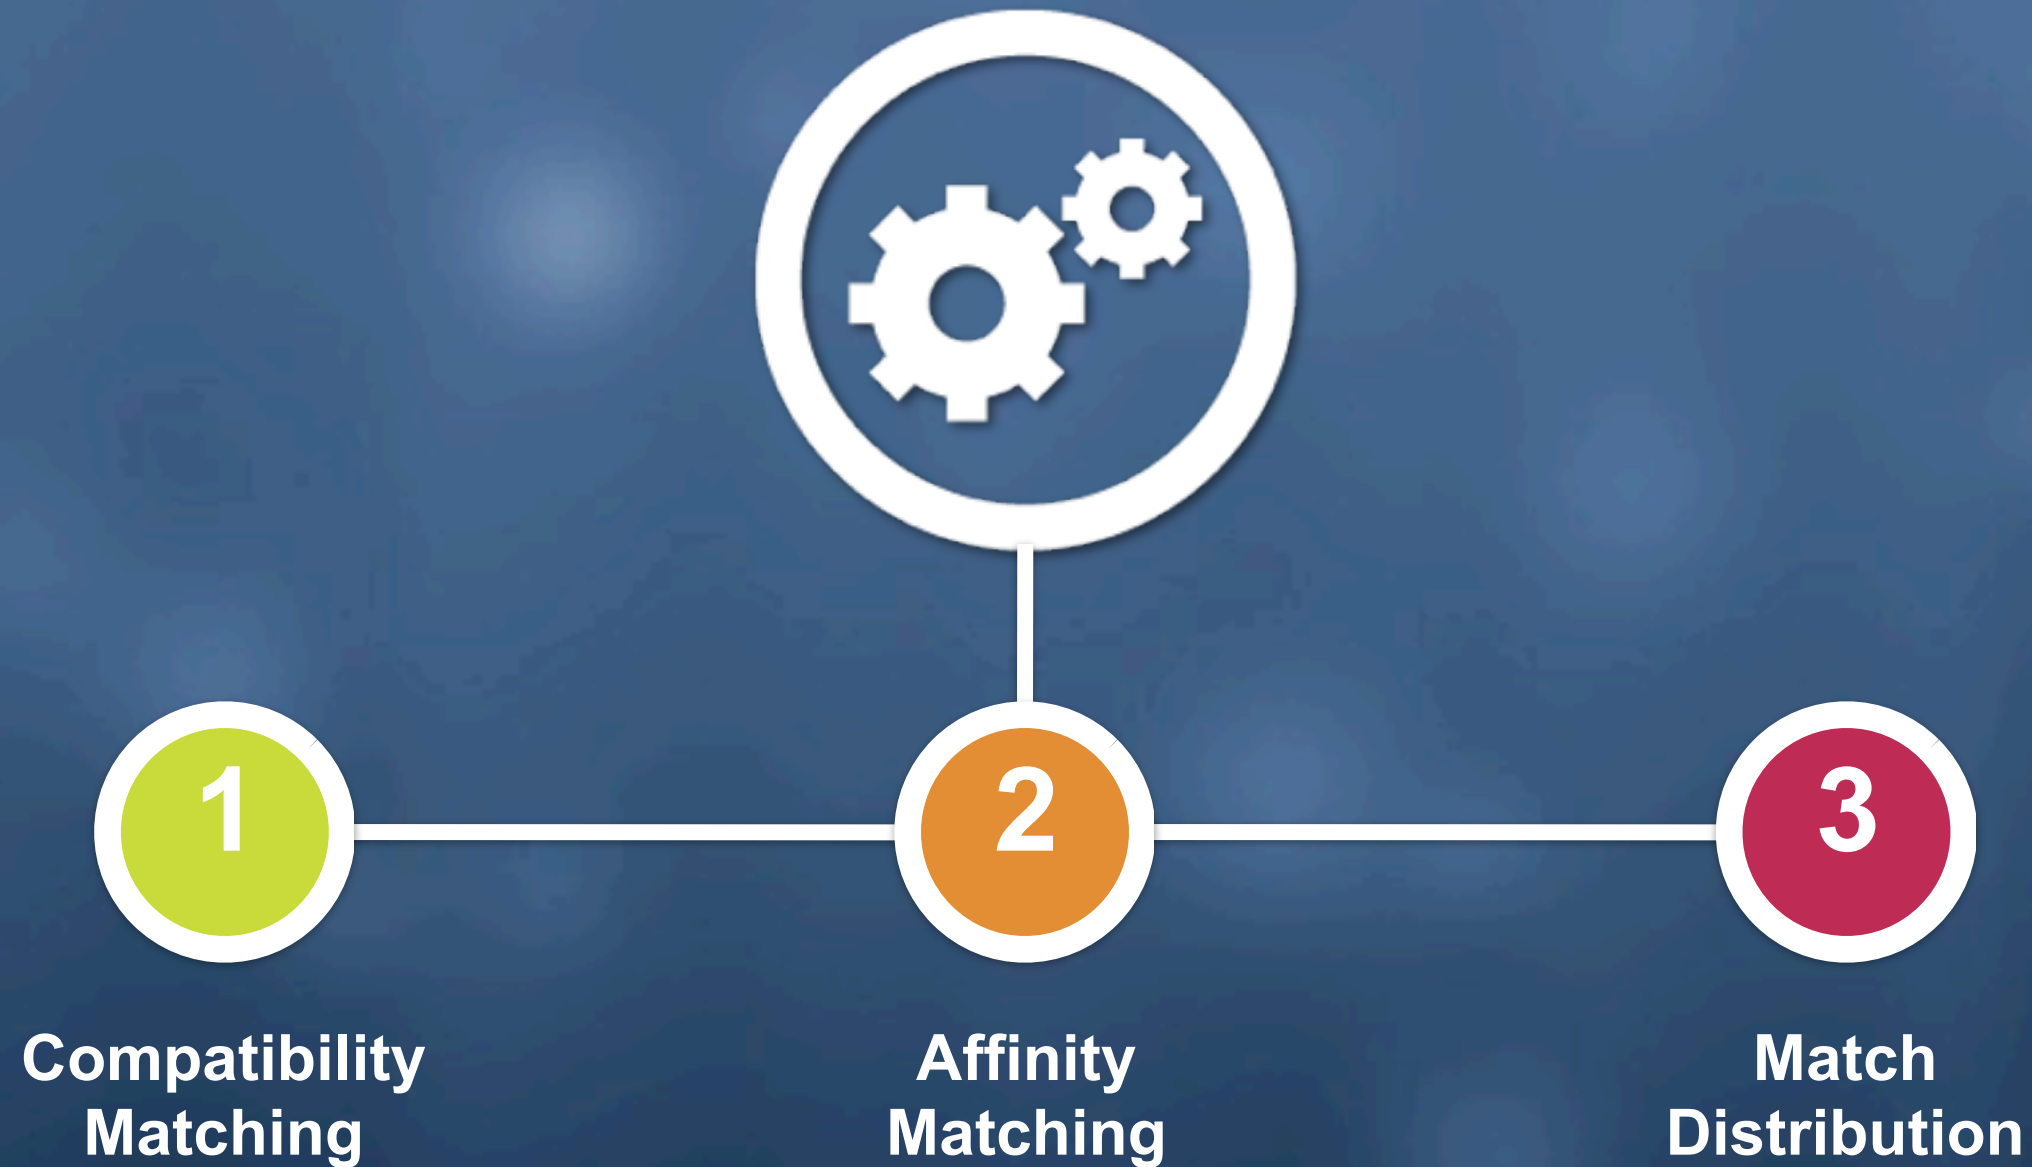 1
2
3
Compatibility
Matching
Affinity
Matching
Match
Distribution